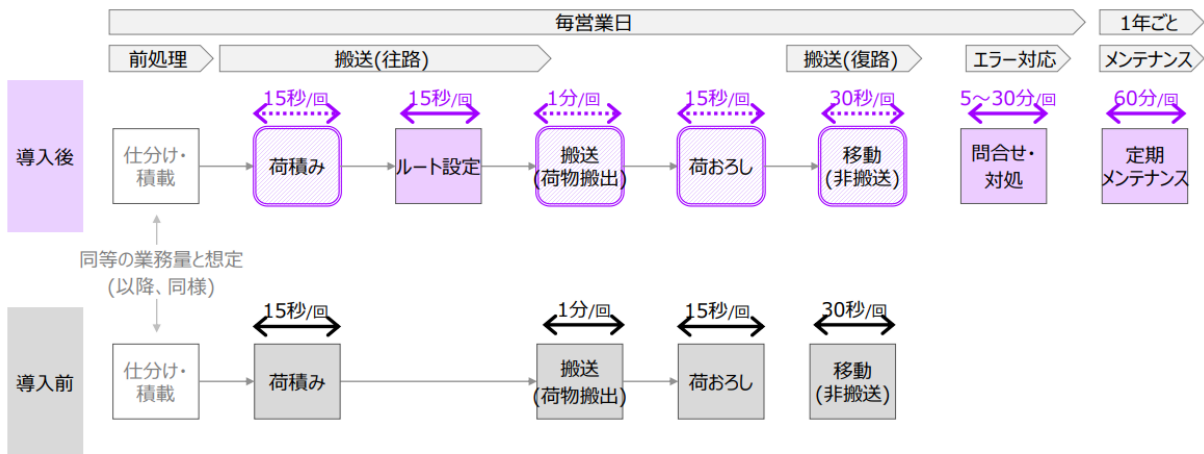 毎営業日
1年ごと
前処理
搬送(往路)
搬送(復路)
エラー対応
メンテナンス
導入後
15秒/回
15秒/回
1分/回
15秒/回
30秒/回
5～30分/回
60分/回
仕分け・
積載
荷積み
ルート設定
搬送
(荷物搬出)
荷おろし
移動
(非搬送)
問合せ・
対処
定期
メンテナンス
同等の業務量と想定
(以降、同様)
導入前
15秒/回
1分/回
15秒/回
30秒/回
仕分け・
積載
荷積み
搬送
(荷物搬出)
荷おろし
移動
(非搬送)